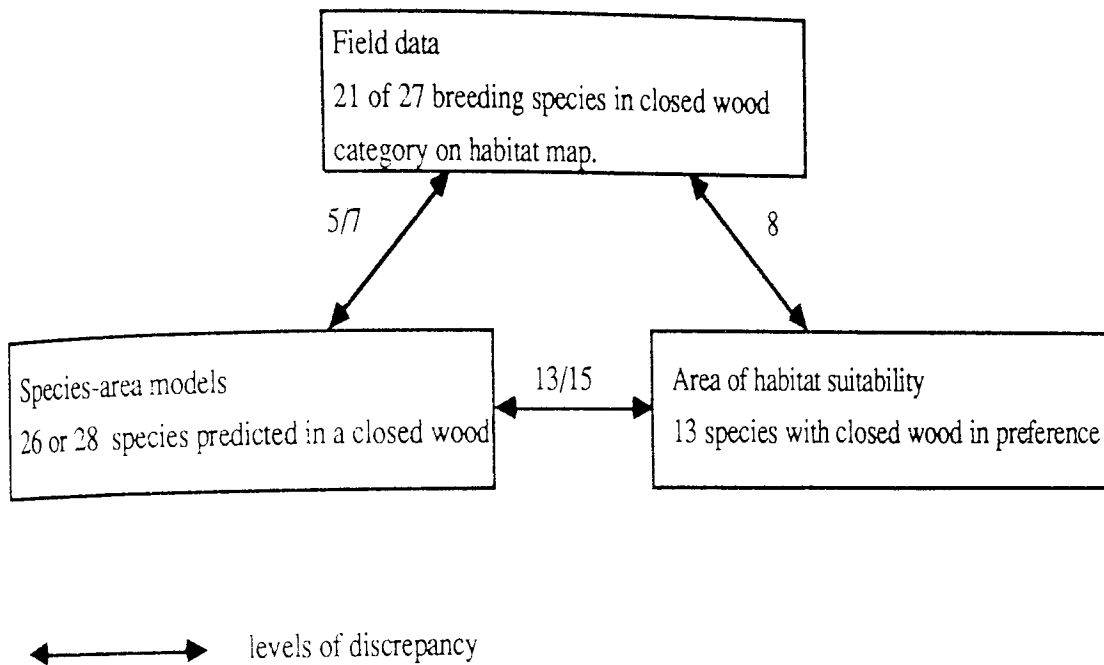 Field data
21 of 27 breeding species in closed wood
category on habitat map.
5/7
8
Species-area models
26 or 28 species predicted in a closed wood
13/15
Area of habitat suitability
13 species with closed wood in preference
levels of discrepancy